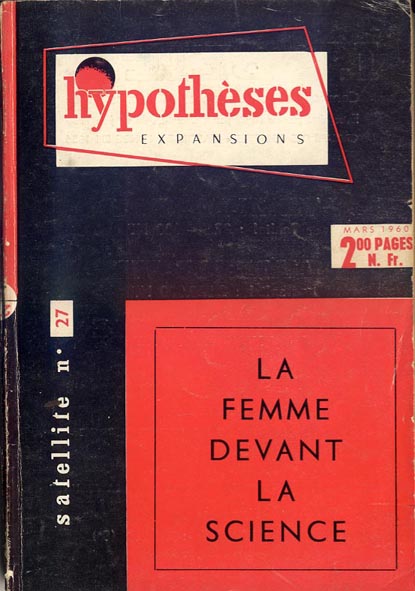 hypothèses
EXPANSIONS
MARS 1960
2⁰⁰ PAGES
N. Fr.
satellite n° 27
LA
FEMME
DEVANT
LA
SCIENCE